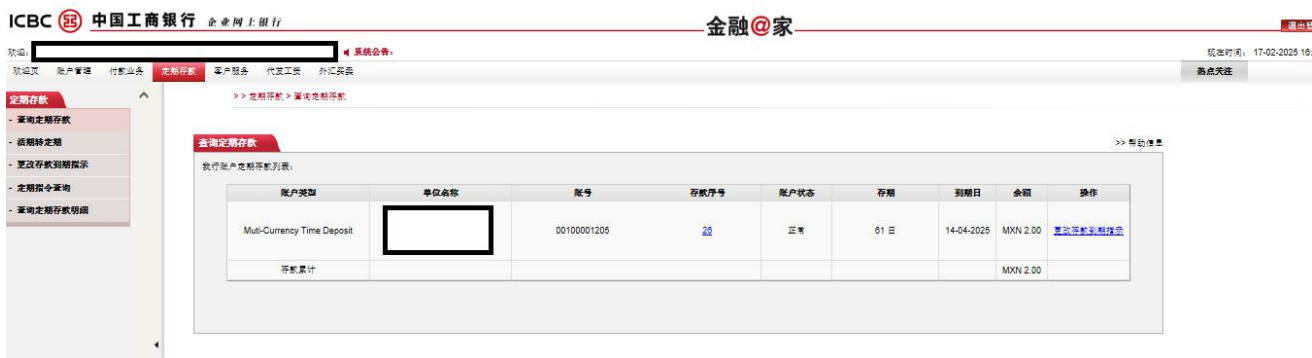 ICBC 中国工商银行 企业网上银行
金融@家
退出登
欢迎:
系统公告:
现在时间: 17-02-2025 16:
欢迎页 账户管理 付款业务 定期存款 客户服务 代发工资 外汇买卖
热点关注
定期存款
- 查询定期存款
- 活期转定期
- 更改存款到期指示
- 定期指令查询
- 查询定期存款明细
>> 定期存款 > 查询定期存款
查询定期存款
>> 帮助信息
我行账户定期存款列表:
账户类型 单位名称 账号 存款序号 账户状态 存期 到期日 余额 操作
Muti-Currency Time Deposit 00100001205 26 正常 61 日 14-04-2025 MXN 2.00 更改存款到期指示
存款累计 MXN 2.00